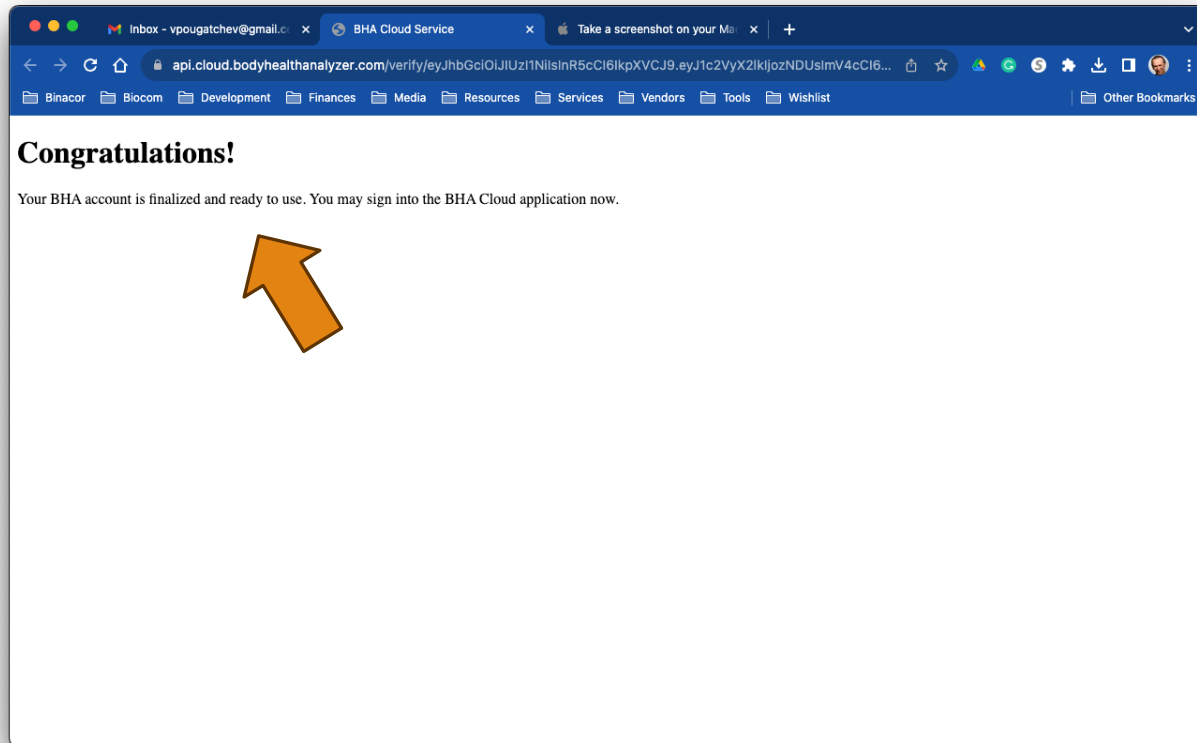 Inbox - vpougatchev@gmail.c
BHA Cloud Service
Take a screenshot on your Ma
api.cloud.bodyhealthanalyzer.com/verify/eyJhbGciOiJIUzI1NiIsInR5cCI6IkpXVCJ9.eyJ1c2VyX2lkIjozNDUsImV4cCI6...
Binacor Biocom Development Finances Media Resources Services Vendors Tools Wishlist Other Bookmarks
Congratulations!
Your BHA account is finalized and ready to use. You may sign into the BHA Cloud application now.